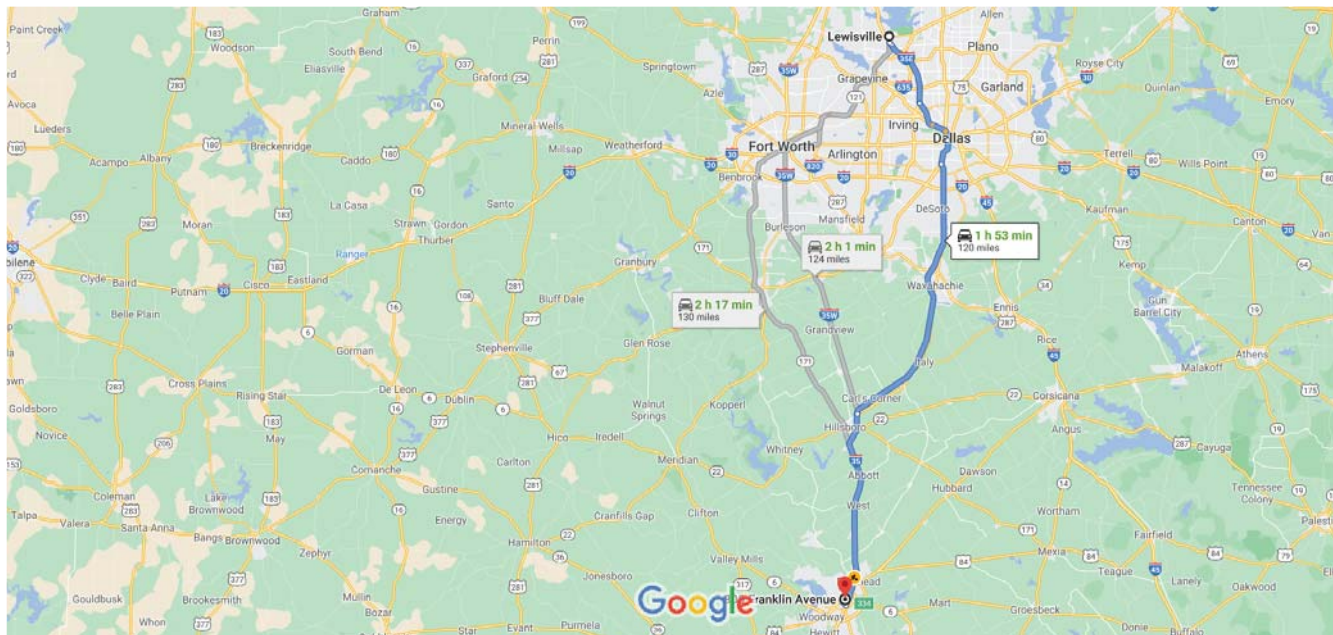 Paint Creek
Woodson
Graham
South Bend
Eliasville
Perrin
Graford
Springtown
Azle
Lewisville
Grapevine
Plano
Allen
Garland
Royse City
Quinlan
Emory
Avoca
Lueders
Acampo
Albany
Breckenridge
Caddo
Mineral Wells
Millsap
Weatherford
Fort Worth
Benbrook
Arlington
Irving
Dallas
Terrell
Wills Point
Moran
La Casa
Strawn
Gordon
Thurber
Santo
Ranger
Eastland
Cisco
Putnam
Baird
Clyde
Belle Plain
Burleson
Mansfield
DeSoto
Kaufman
Canton
Van
Granbury
Bluff Dale
2 h 1 min
124 miles
1 h 53 min
120 miles
2 h 17 min
130 miles
Waxahachie
Ennis
Kemp
Gun
Barrel City
Grandview
Glen Rose
Stephenville
Gorman
De Leon
Dublin
Cross Plains
Rising Star
Goldsboro
Novice
May
Comanche
Hico
Iredell
Walnut
Springs
Kopperl
Meridian
Whitney
Carl's Corner
Hillsboro
Italy
Rice
Athens
Malakoff
Corsicana
Angus
Cayuga
Coleman
Lake
Brownwood
Talpa
Valera
Santa Anna
Bangs
Brownwood
Zephyr
Gustine
Energy
Carlton
Cranfills Gap
Clifton
Abbott
West
Hubbard
Dawson
Wortham
Tennessee
Colony
Hamilton
Valley Mills
Jonesboro
Mexia
Fairfield
Teague
Lanely
Oakwood
Gouldbusk
Brookesmith
Whon
Mullin
Bozar
Evant
Purmela
Google
Franklin Avenue
Woodway
Hewitt
Mart
Groesbeck
Personville
Donie
Buffalo